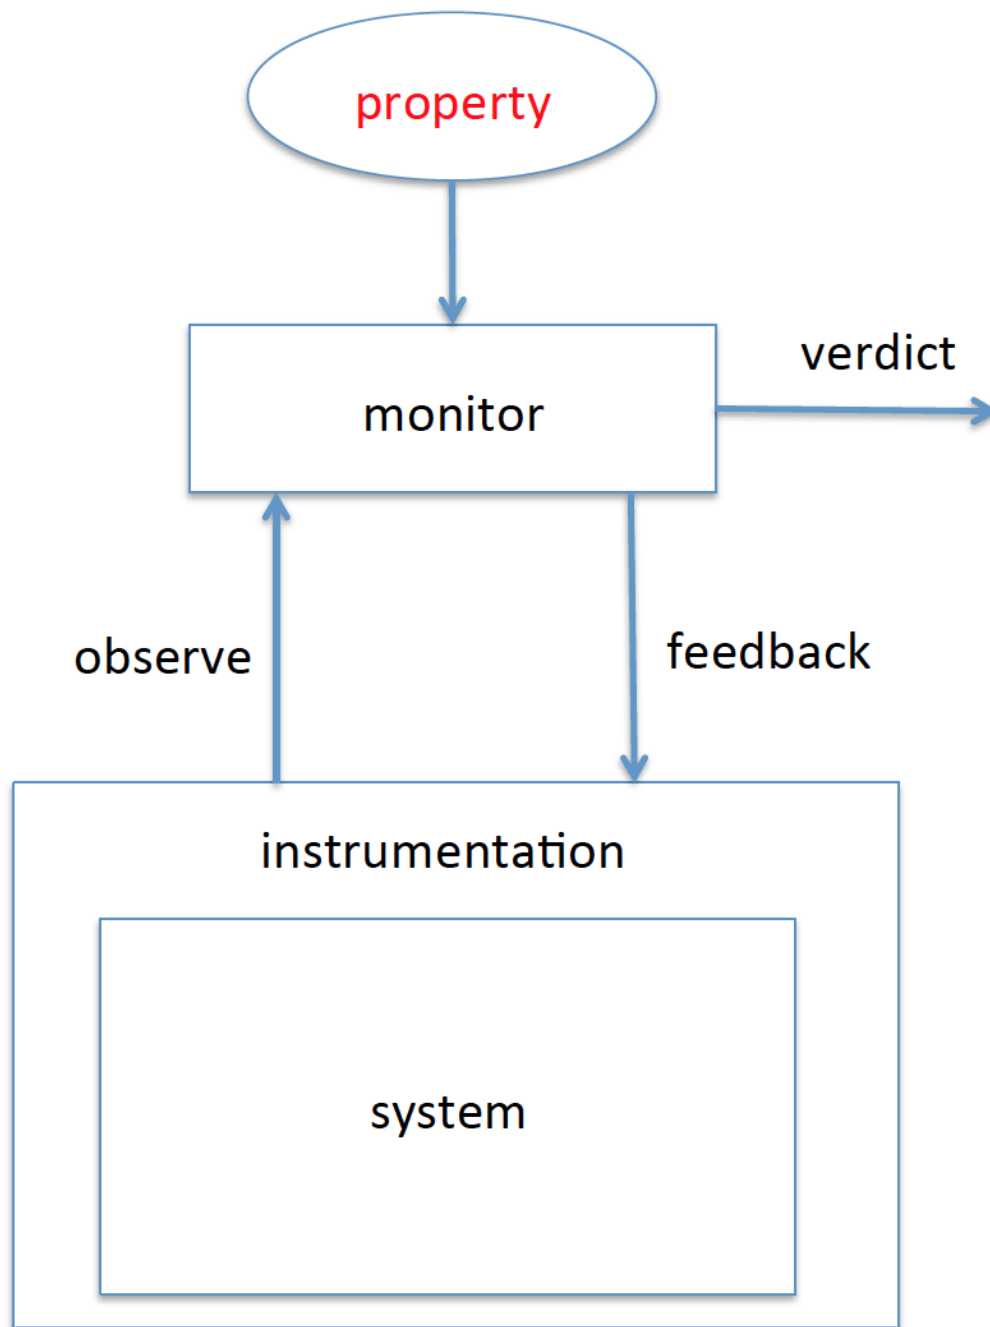 property
verdict
monitor
observe
feedback
instrumentation
system